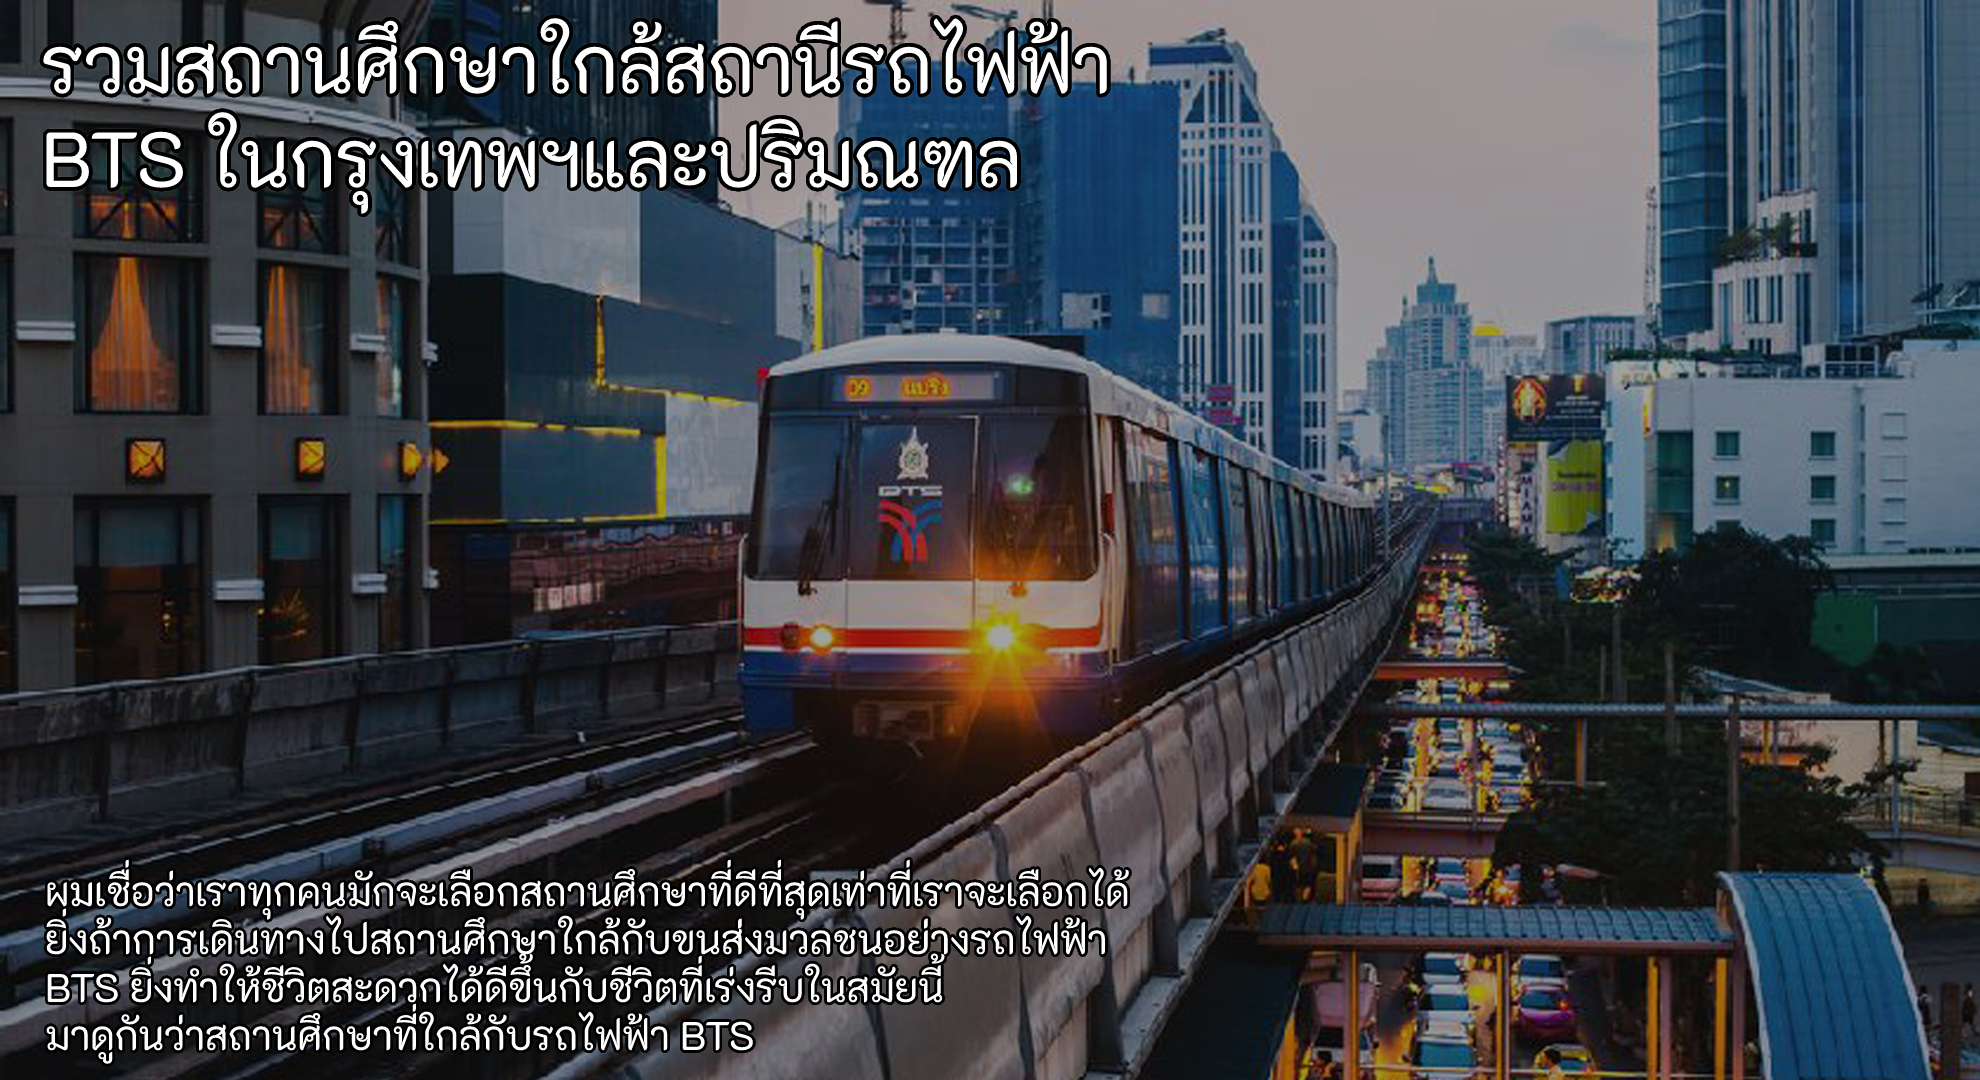 รวมสถานศึกษาใกล้สถานีรถไฟฟ้า
BTS ในกรุงเทพฯและปริมณฑล
09 แบริ่ง
BTS
ผมเชื่อว่าเราทุกคนมักจะเลือกสถานศึกษาที่ดีที่สุดเท่าที่เราจะเลือกได้
ยิ่งถ้าการเดินทางไปสถานศึกษาใกล้กับขนส่งมวลชนอย่างรถไฟฟ้า
BTS ยิ่งทำให้ชีวิตสะดวกได้ดีขึ้นกับชีวิตที่เร่งรีบในสมัยนี้
มาดูกันว่าสถานศึกษาที่ใกล้กับรถไฟฟ้า BTS